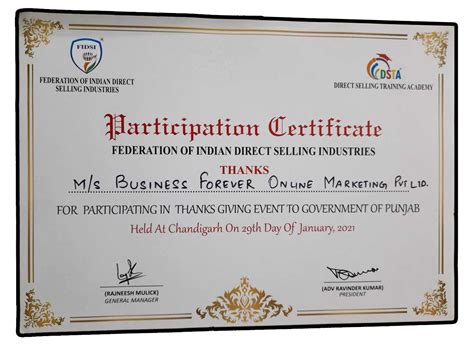 FIDSI
FEDERATION OF INDIAN DIRECT
SELLING INDUSTRIES
DSTA
DIRECT SELLING TRAINING ACADEMY
Participation Certificate
FEDERATION OF INDIAN DIRECT SELLING INDUSTRIES
THANKS
M/s BUSINESS FOREVER ONLINE MARKETING PVT LTD.
FOR PARTICIPATING IN THANKS GIVING EVENT TO GOVERNMENT OF PUNJAB
Held At Chandigarh On 29th Day Of January, 2021
(RAJNEESH MULICK)
GENERAL MANAGER
(ADV RAVINDER KUMAR)
PRESIDENT